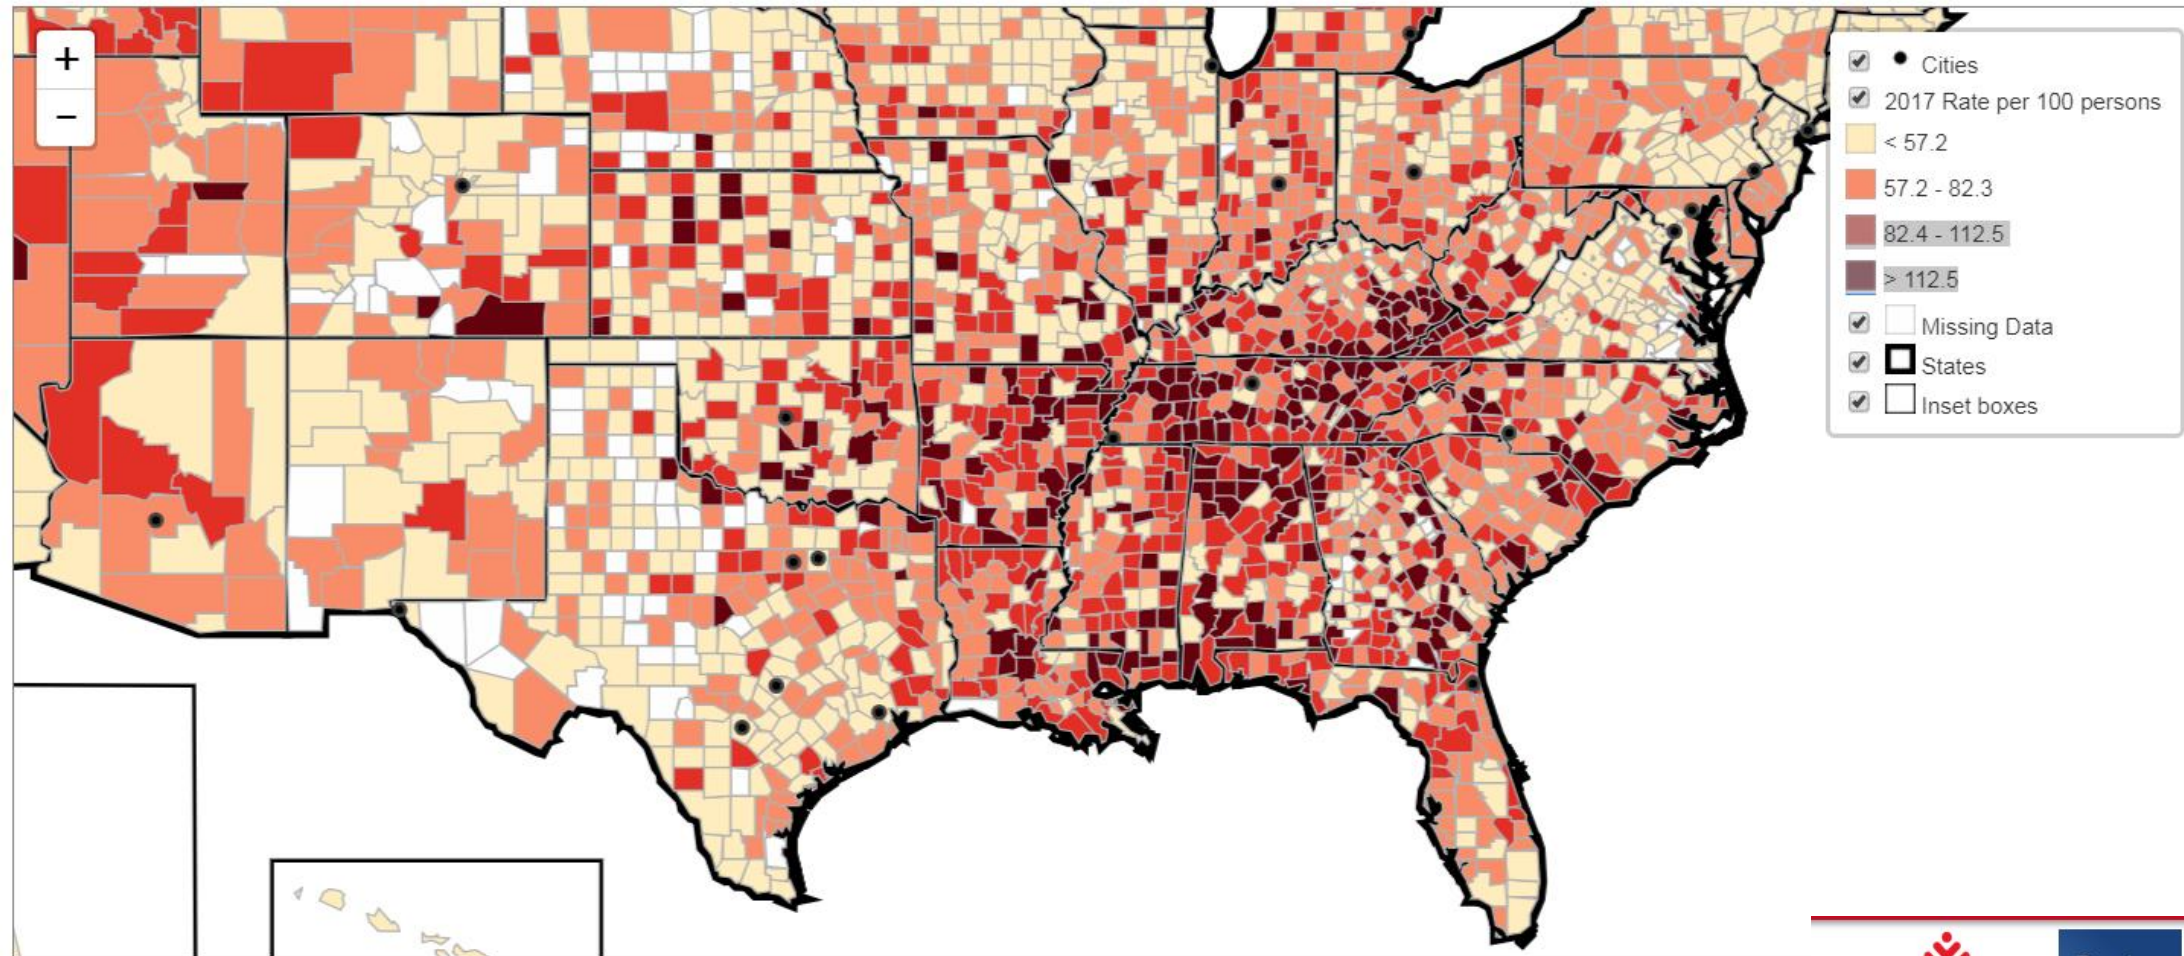 +
−
Cities
2017 Rate per 100 persons
< 57.2
57.2 - 82.3
82.4 - 112.5
> 112.5
Missing Data
States
Inset boxes